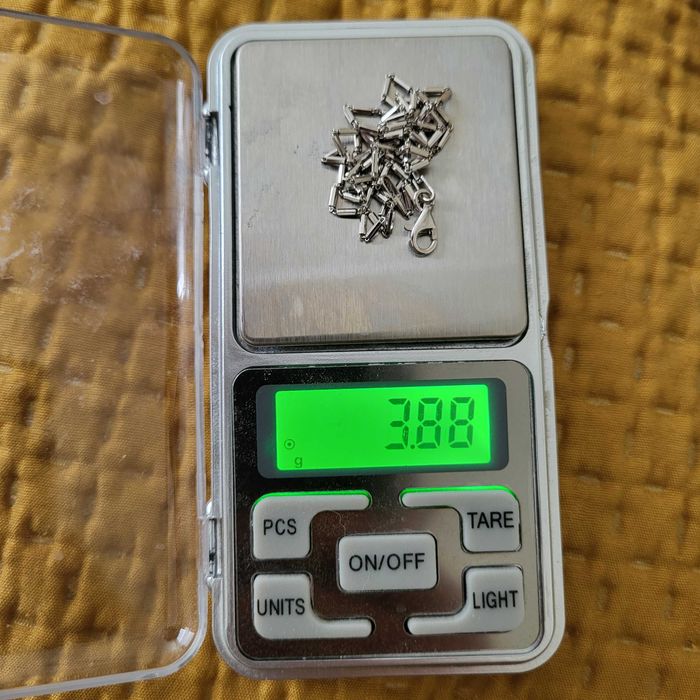 3.88
g
PCS
TARE
ON/OFF
UNITS
LIGHT